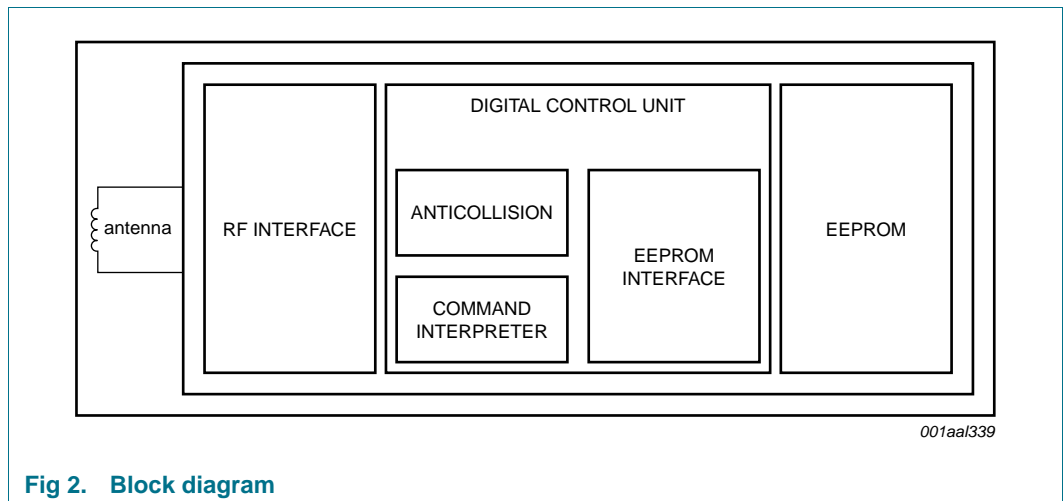 DIGITAL CONTROL UNIT
antenna
RF INTERFACE
ANTICOLLISION
COMMAND
INTERPRETER
EEPROM
INTERFACE
EEPROM
001aal339
Fig 2. Block diagram